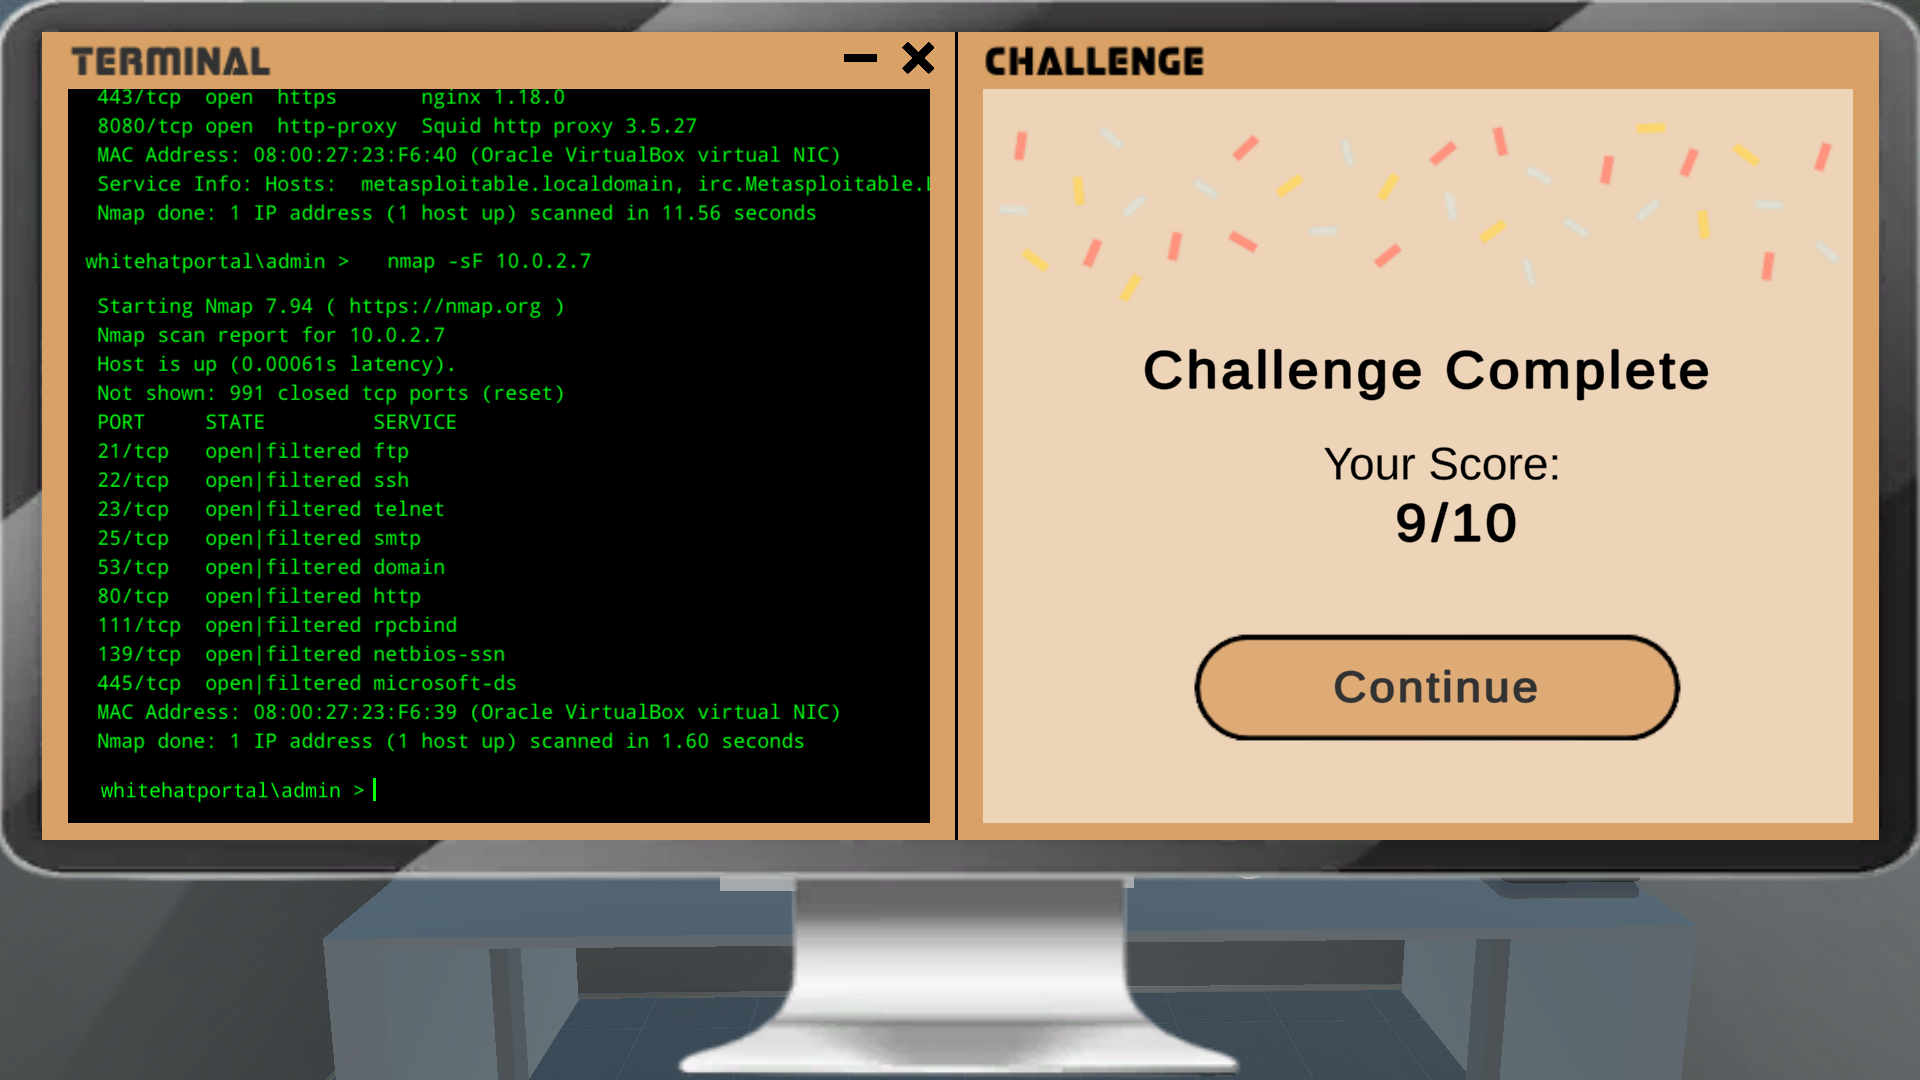 TERMINAL
443/tcp  open  https       nginx 1.18.0
8080/tcp open  http-proxy  Squid http proxy 3.5.27
MAC Address: 08:00:27:23:F6:40 (Oracle VirtualBox virtual NIC)
Service Info: Hosts:  metasploitable.localdomain, irc.Metasploitable.L
Nmap done: 1 IP address (1 host up) scanned in 11.56 seconds
whitehatportal\admin >   nmap -sF 10.0.2.7
Starting Nmap 7.94 ( https://nmap.org )
Nmap scan report for 10.0.2.7
Host is up (0.00061s latency).
Not shown: 991 closed tcp ports (reset)
PORT     STATE         SERVICE
21/tcp   open|filtered ftp
22/tcp   open|filtered ssh
23/tcp   open|filtered telnet
25/tcp   open|filtered smtp
53/tcp   open|filtered domain
80/tcp   open|filtered http
111/tcp  open|filtered rpcbind
139/tcp  open|filtered netbios-ssn
445/tcp  open|filtered microsoft-ds
MAC Address: 08:00:27:23:F6:39 (Oracle VirtualBox virtual NIC)
Nmap done: 1 IP address (1 host up) scanned in 1.60 seconds
whitehatportal\admin >
CHALLENGE
Challenge Complete
Your Score:
9/10
Continue